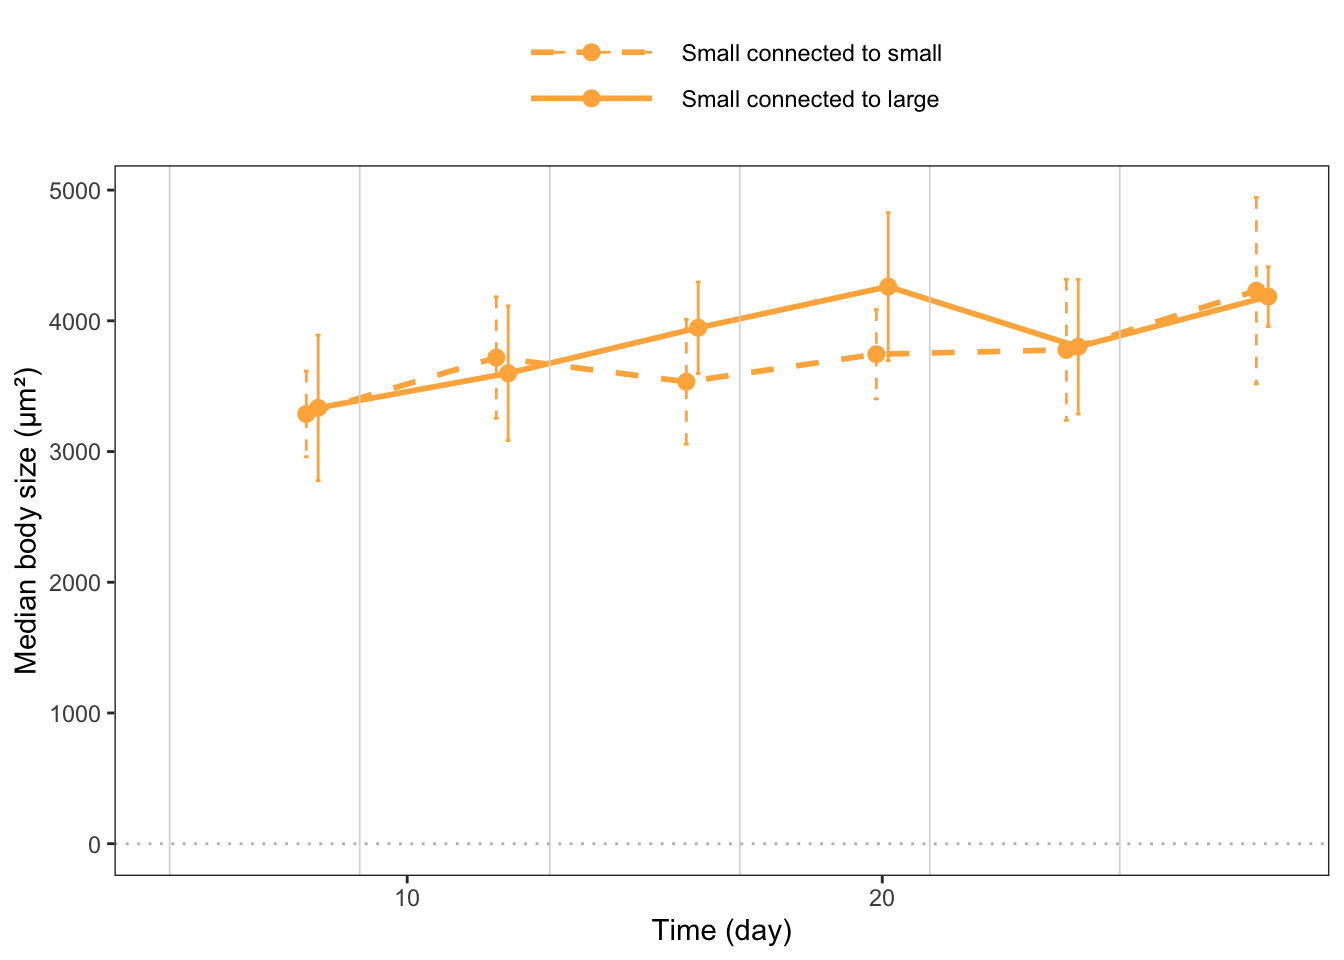 Small connected to small
Small connected to large
5000
4000
3000
2000
1000
0
Median body size (μm²)
10
20
Time (day)